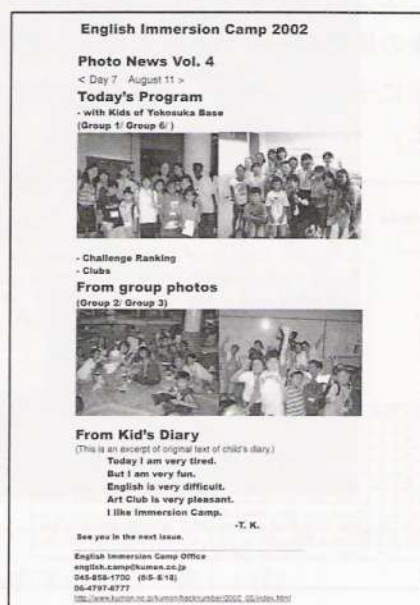 English Immersion Camp 2002
Photo News Vol. 4
< Day 7 August 11 >
Today's Program
- with Kids of Yokosuka Base
(Group 1/ Group 6/ )
- Challenge Ranking
- Clubs
From group photos
(Group 2/ Group 3)
From Kid's Diary
(This is an excerpt of original text of child's diary.)
Today I am very tired.
But I am very fun.
English is very difficult.
Art Club is very pleasant.
I like Immersion Camp.
-T. K.
See you in the next issue.
English Immersion Camp Office
english.camp@kumon.co.jp
045-858-1700 (8/5- 8/18)
06-4797-8777